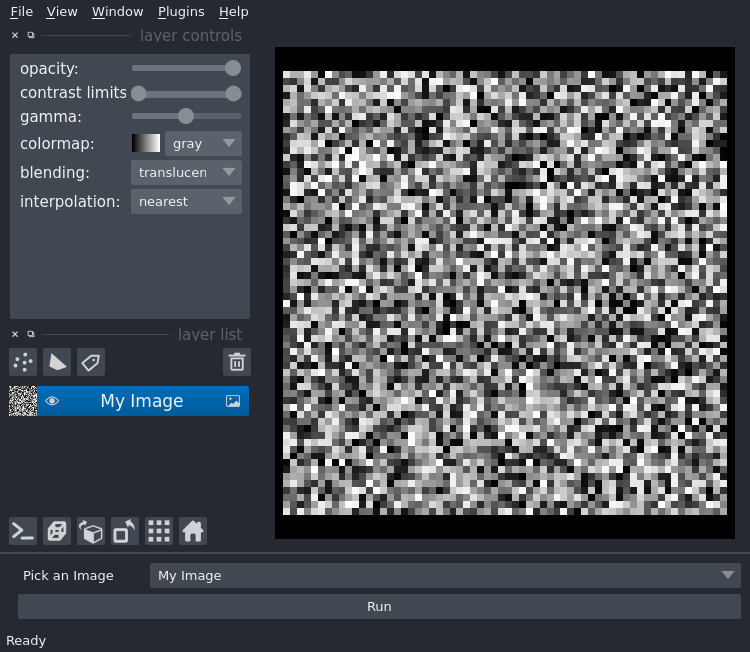 File View Window Plugins Help
layer controls
opacity:
contrast limits
gamma:
colormap: gray
blending: translucen
interpolation: nearest
layer list
My Image
Pick an Image My Image
Run
Ready